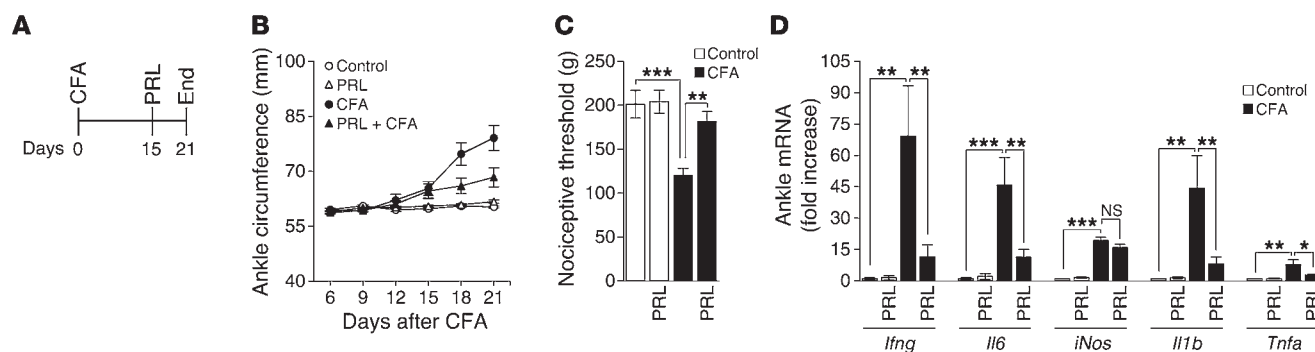 A
CFA
PRL
End
Days 0 15 21
B
Ankle circumference (mm)
100
85
70
55
40
Control
PRL
CFA
PRL + CFA
6 9 12 15 18 21
Days after CFA
C
Nociceptive threshold (g)
250
200
150
100
50
0
Control
CFA
***
**
PRL
PRL
D
Ankle mRNA
(fold increase)
105
90
75
60
45
30
15
0
Control
CFA
** **
*** **
*** NS
** **
** *
PRL PRL PRL PRL PRL PRL PRL PRL PRL PRL
Ifng Il6 iNos Il1b Tnfa